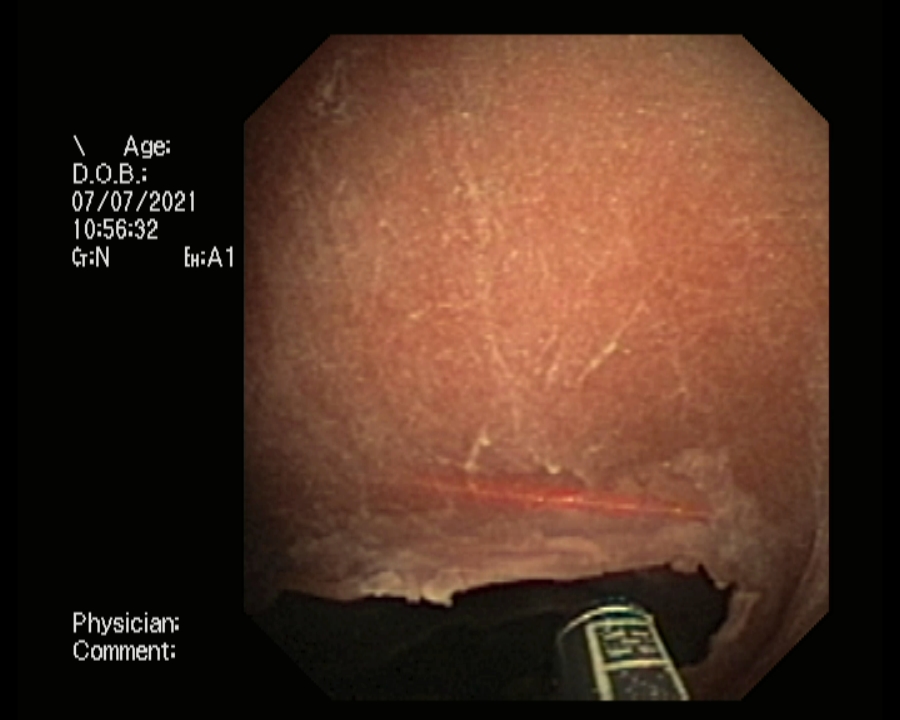 \ Age:
D.O.B.:
07/07/2021
10:56:32
Cr:N EH:A1
Physician:
Comment: